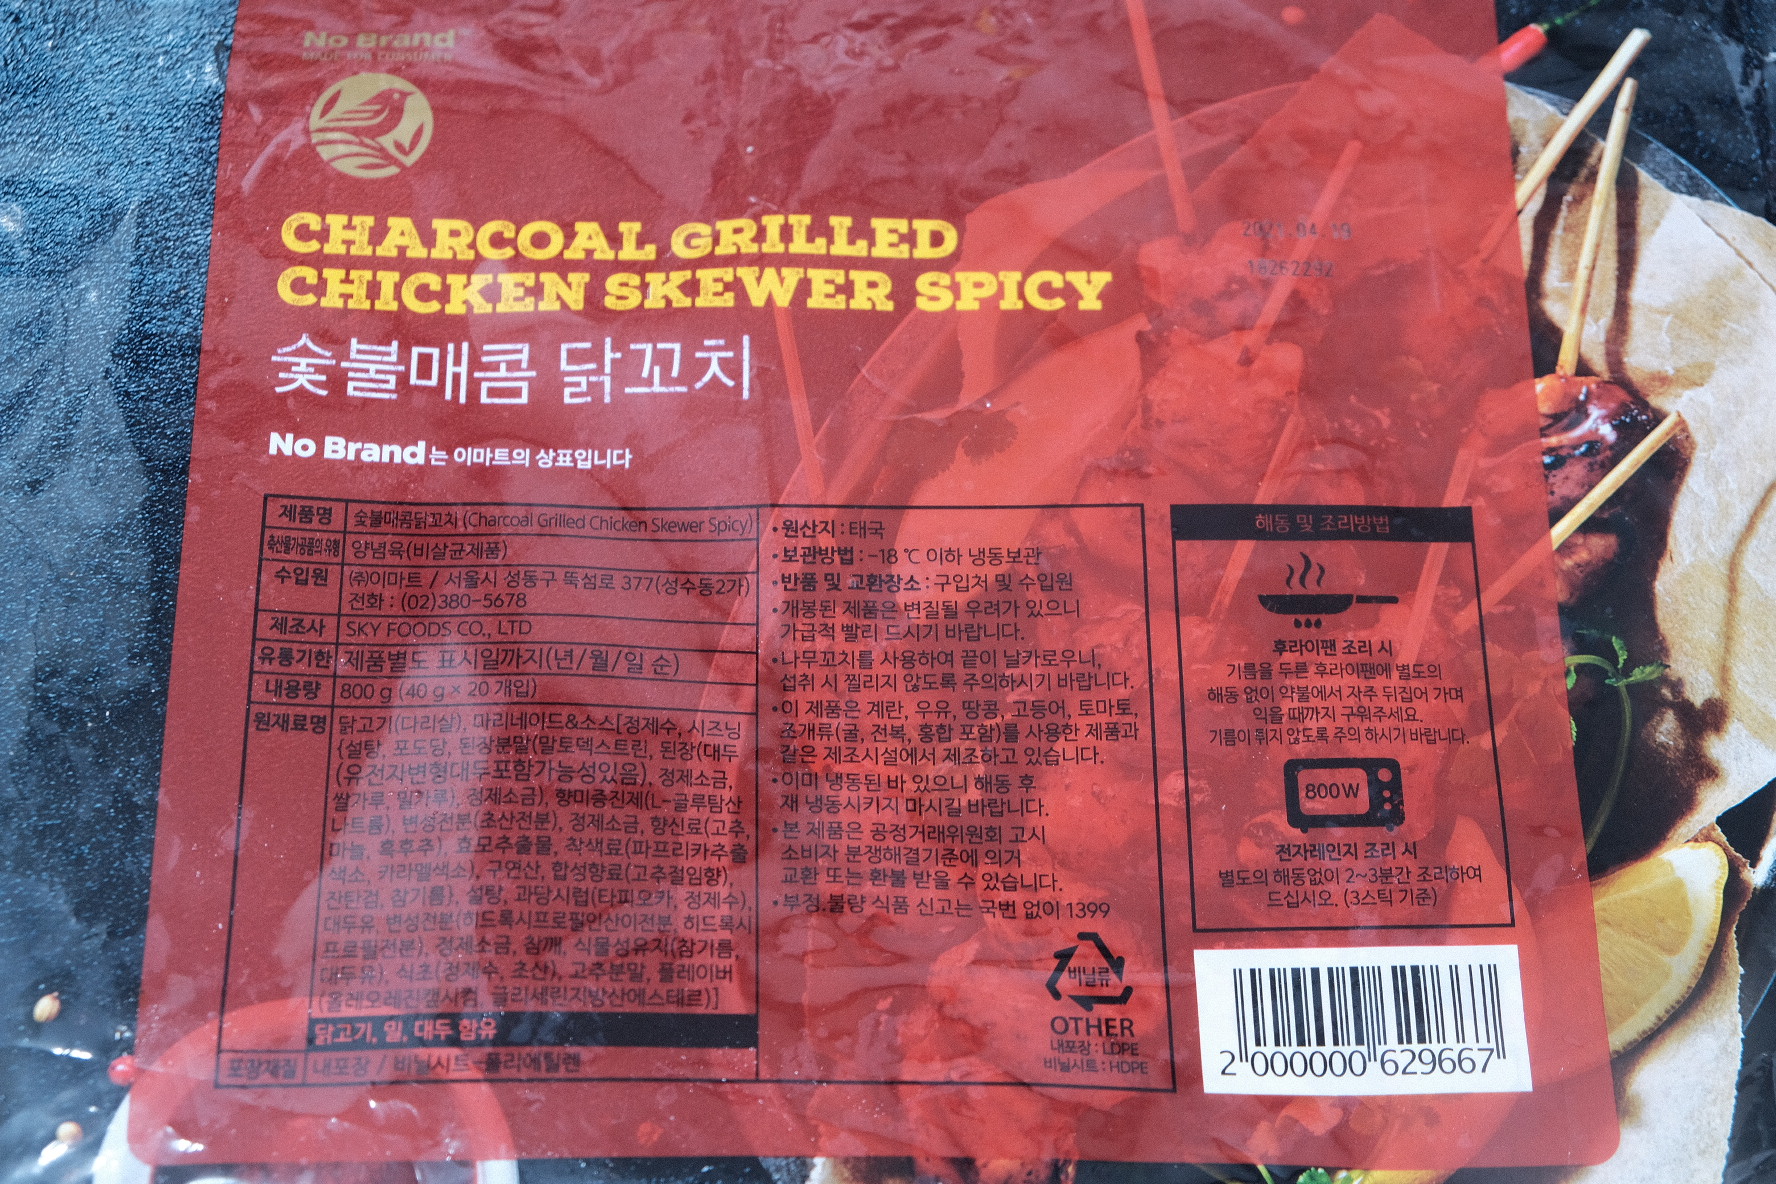 No Brand
MADE FOR CONSUMER
CHARCOAL GRILLED
CHICKEN SKEWER SPICY
숯불매콤 닭꼬치
No Brand는 이마트의 상표입니다
2021.04.19
18262292
제품명 숯불매콤닭꼬치 (Charcoal Grilled Chicken Skewer Spicy)
축산물가공품의 유형 양념육(비살균제품)
수입원 ㈜이마트 / 서울시 성동구 뚝섬로 377(성수동2가)
전화 : (02)380-5678
제조사 SKY FOODS CO., LTD
유통기한 제품별도 표시일까지(년/월/일 순)
내용량 800 g (40 g × 20 개입)
원재료명 닭고기(다리살), 마리네이드&소스[정제수, 시즈닝
{설탕, 포도당, 된장분말(말토덱스트린, 된장(대두
(유전자변형대두포함가능성있음), 정제소금,
쌀가루, 밀가루), 정제소금), 향미증진제(L-글루탐산
나트륨), 변성전분(초산전분), 정제소금, 향신료(고추,
마늘, 흑후추), 효모추출물, 착색료(파프리카추출
색소, 카라멜색소), 구연산, 합성향료(고추절임향),
잔탄검, 참기름}, 설탕, 과당시럽(타피오카, 정제수),
대두유, 변성전분(히드록시프로필인산이전분, 히드록시
프로필전분), 정제소금, 참깨, 식물성유지(참기름,
대두유), 식초(정제수, 초산), 고추분말, 플레이버
(올레오레진캡시컴, 글리세린지방산에스테르)]
닭고기, 밀, 대두 함유
포장재질 내포장 / 비닐시트-폴리에틸렌
•원산지 : 태국
•보관방법 : -18 ℃ 이하 냉동보관
•반품 및 교환장소 : 구입처 및 수입원
•개봉된 제품은 변질될 우려가 있으니
가급적 빨리 드시기 바랍니다.
•나무꼬치를 사용하여 끝이 날카로우니,
섭취 시 찔리지 않도록 주의하시기 바랍니다.
•이 제품은 계란, 우유, 땅콩, 고등어, 토마토,
조개류(굴, 전복, 홍합 포함)를 사용한 제품과
같은 제조시설에서 제조하고 있습니다.
•이미 냉동된 바 있으니 해동 후
재 냉동시키지 마시길 바랍니다.
•본 제품은 공정거래위원회 고시
소비자 분쟁해결기준에 의거
교환 또는 환불 받을 수 있습니다.
•부정.불량 식품 신고는 국번 없이 1399
비닐류
OTHER
내포장 : LDPE
비닐시트 : HDPE
해동 및 조리방법
후라이팬 조리 시
기름을 두른 후라이팬에 별도의
해동 없이 약불에서 자주 뒤집어 가며
익을 때까지 구워주세요.
기름이 튀지 않도록 주의 하시기 바랍니다.
800W
전자레인지 조리 시
별도의 해동없이 2~3분간 조리하여
드십시오. (3스틱 기준)
2 000000 629667